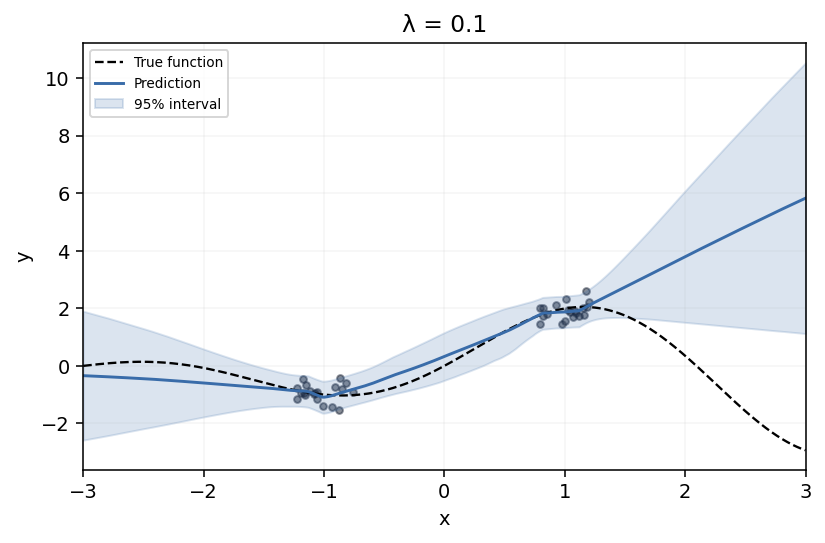 λ = 0.1
True function
Prediction
95% interval
10
8
6
4
2
0
−2
y
−3 −2 −1 0 1 2 3
x